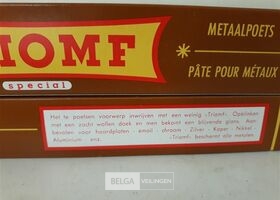 IOMF
METAALPOETS
special
PÂTE POUR MÉTAUX
Het te poetsen voorwerp inwrijven met een weinig «Triomf» Opblinken
met een zacht wollen doek en men bekomt een blijvende glans. Aan-
bevolen voor haardplaten - email - chroom - Zilver - Koper - Nikkel -
Aluminium - enz. «Triomf» beschermt alle metalen
BELGA VEILINGEN